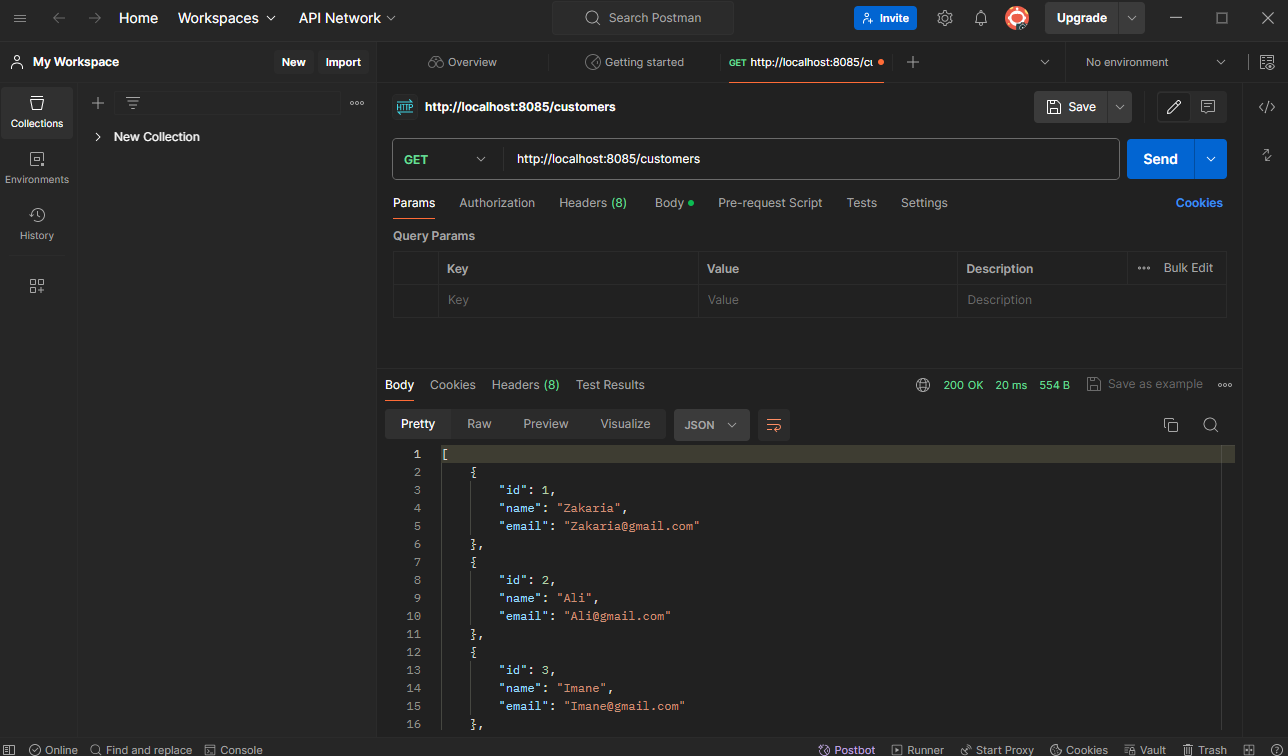 Home Workspaces API Network Search Postman Invite Upgrade
My Workspace New Import Overview Getting started GET http://localhost:8085/cu No environment
Collections
New Collection
Environments
History
HTTP http://localhost:8085/customers Save
GET http://localhost:8085/customers Send
Params Authorization Headers (8) Body Pre-request Script Tests Settings Cookies
Query Params
Key Value Description Bulk Edit
Key Value Description
Body Cookies Headers (8) Test Results 200 OK 20 ms 554 B Save as example
Pretty Raw Preview Visualize JSON
1 [
2 {
3 "id": 1,
4 "name": "Zakaria",
5 "email": "Zakaria@gmail.com"
6 },
7 {
8 "id": 2,
9 "name": "Ali",
10 "email": "Ali@gmail.com"
11 },
12 {
13 "id": 3,
14 "name": "Imane",
15 "email": "Imane@gmail.com"
16 },
Online Find and replace Console Postbot Runner Start Proxy Cookies Vault Trash